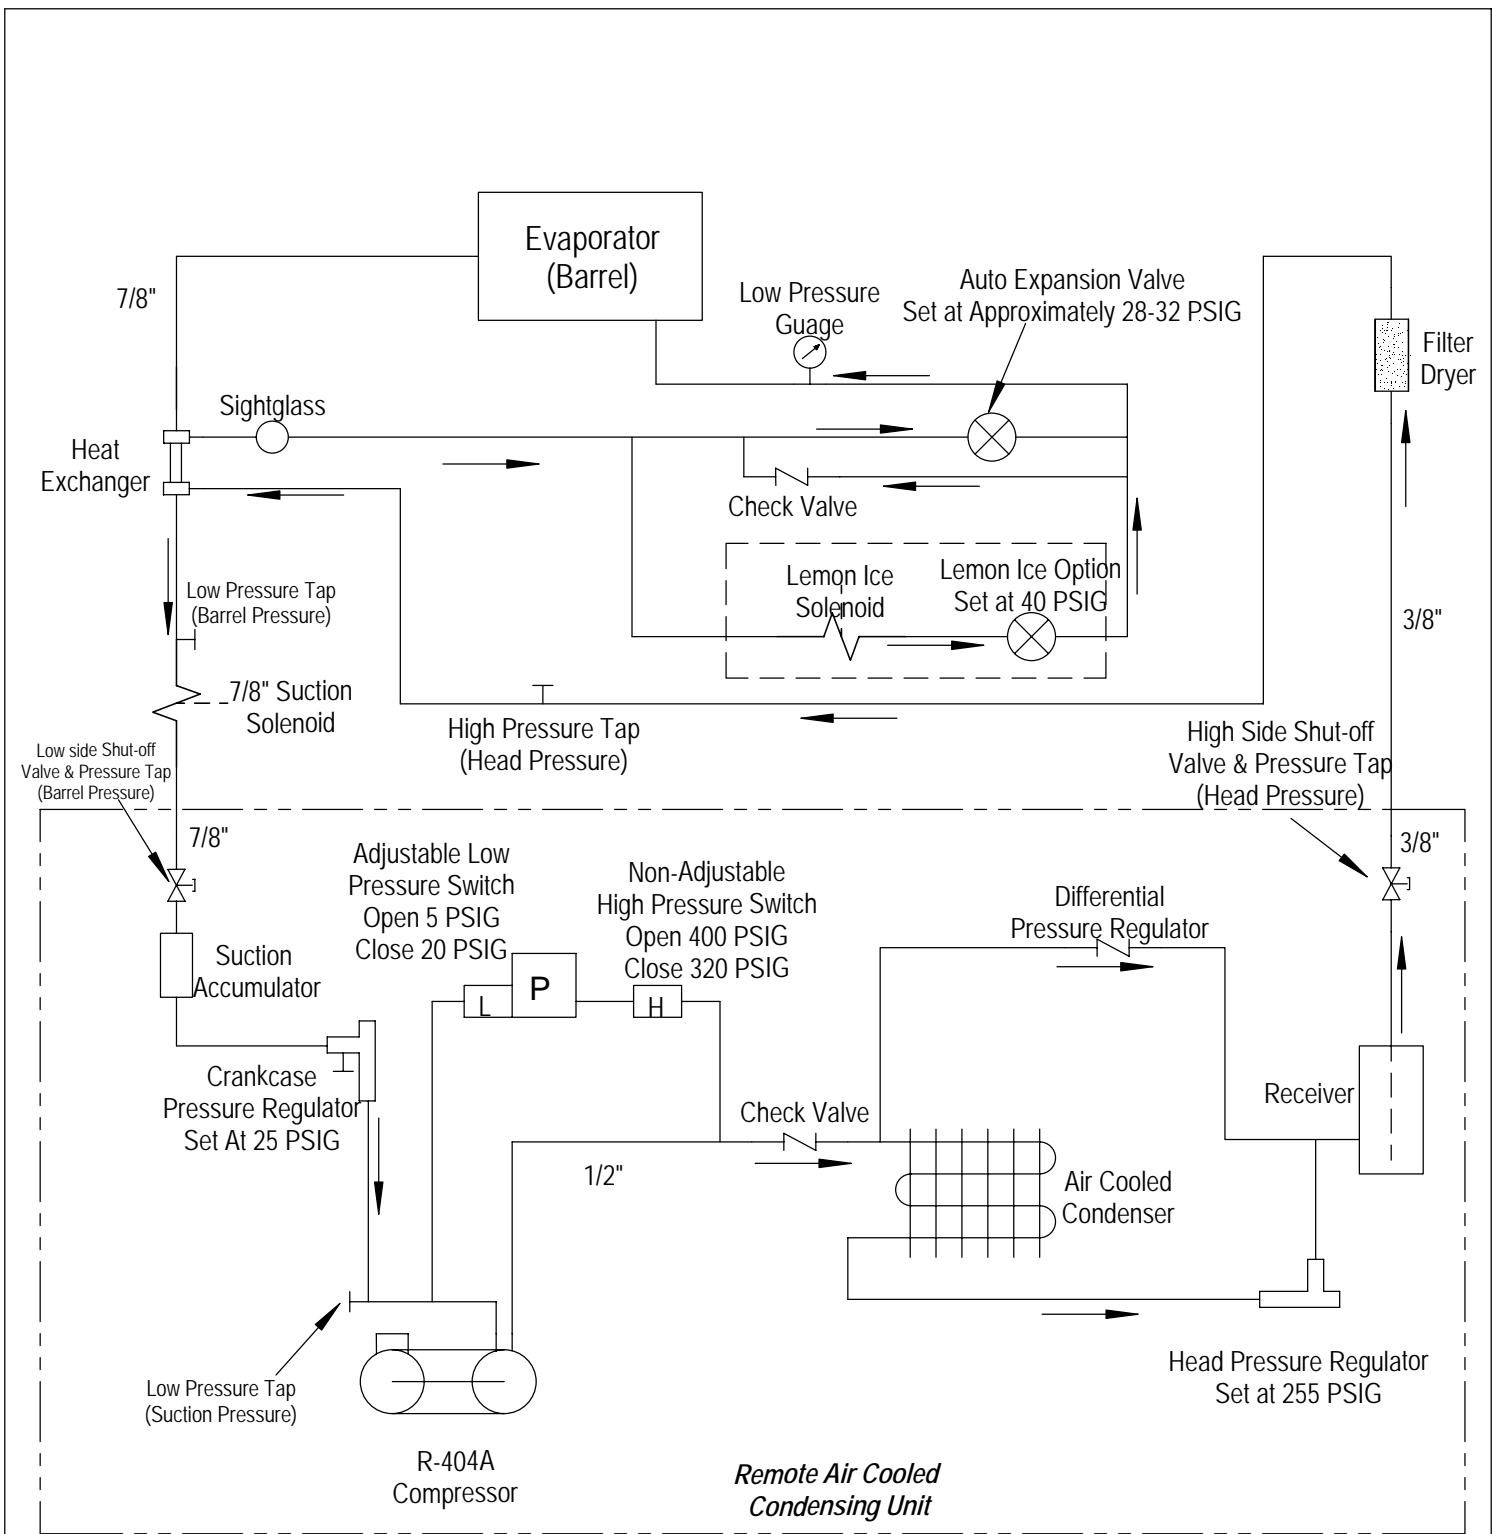 Evaporator
(Barrel)
7/8"
Low Pressure
Guage
Auto Expansion Valve
Set at Approximately 28-32 PSIG
Filter
Dryer
Sightglass
Heat
Exchanger
Check Valve
Lemon Ice
Solenoid
Lemon Ice Option
Set at 40 PSIG
Low Pressure Tap
(Barrel Pressure)
3/8"
7/8" Suction
Solenoid
High Pressure Tap
(Head Pressure)
High Side Shut-off
Valve & Pressure Tap
(Head Pressure)
Low side Shut-off
Valve & Pressure Tap
(Barrel Pressure)
7/8"
3/8"
Adjustable Low
Pressure Switch
Open 5 PSIG
Close 20 PSIG
Non-Adjustable
High Pressure Switch
Open 400 PSIG
Close 320 PSIG
Differential
Pressure Regulator
Suction
Accumulator
L
P
H
Crankcase
Pressure Regulator
Set At 25 PSIG
Receiver
Check Valve
1/2"
Air Cooled
Condenser
Low Pressure Tap
(Suction Pressure)
Head Pressure Regulator
Set at 255 PSIG
R-404A
Compressor
Remote Air Cooled
Condensing Unit